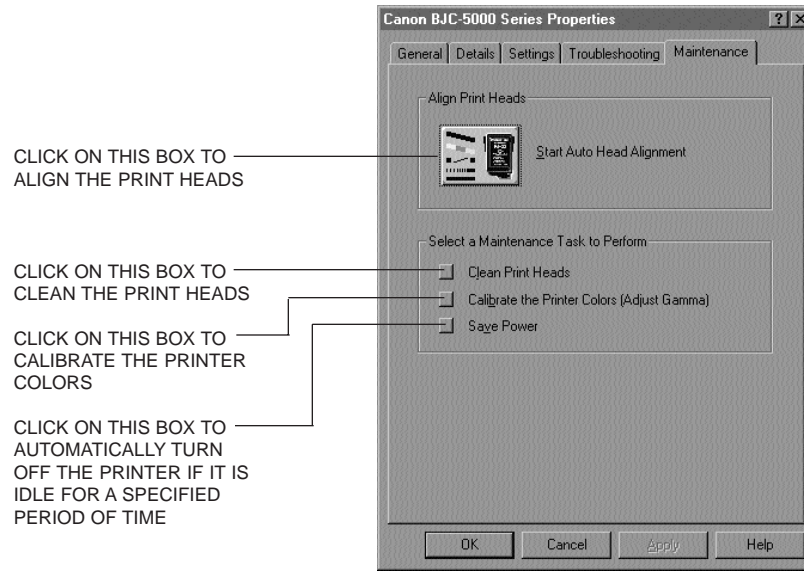 Canon BJC-5000 Series Properties
General Details Settings Troubleshooting Maintenance
Align Print Heads
Start Auto Head Alignment
CLICK ON THIS BOX TO
ALIGN THE PRINT HEADS
Select a Maintenance Task to Perform
CLICK ON THIS BOX TO
CLEAN THE PRINT HEADS
Clean Print Heads
Calibrate the Printer Colors (Adjust Gamma)
Save Power
CLICK ON THIS BOX TO
CALIBRATE THE PRINTER
COLORS
CLICK ON THIS BOX TO
AUTOMATICALLY TURN
OFF THE PRINTER IF IT IS
IDLE FOR A SPECIFIED
PERIOD OF TIME
OK Cancel Apply Help